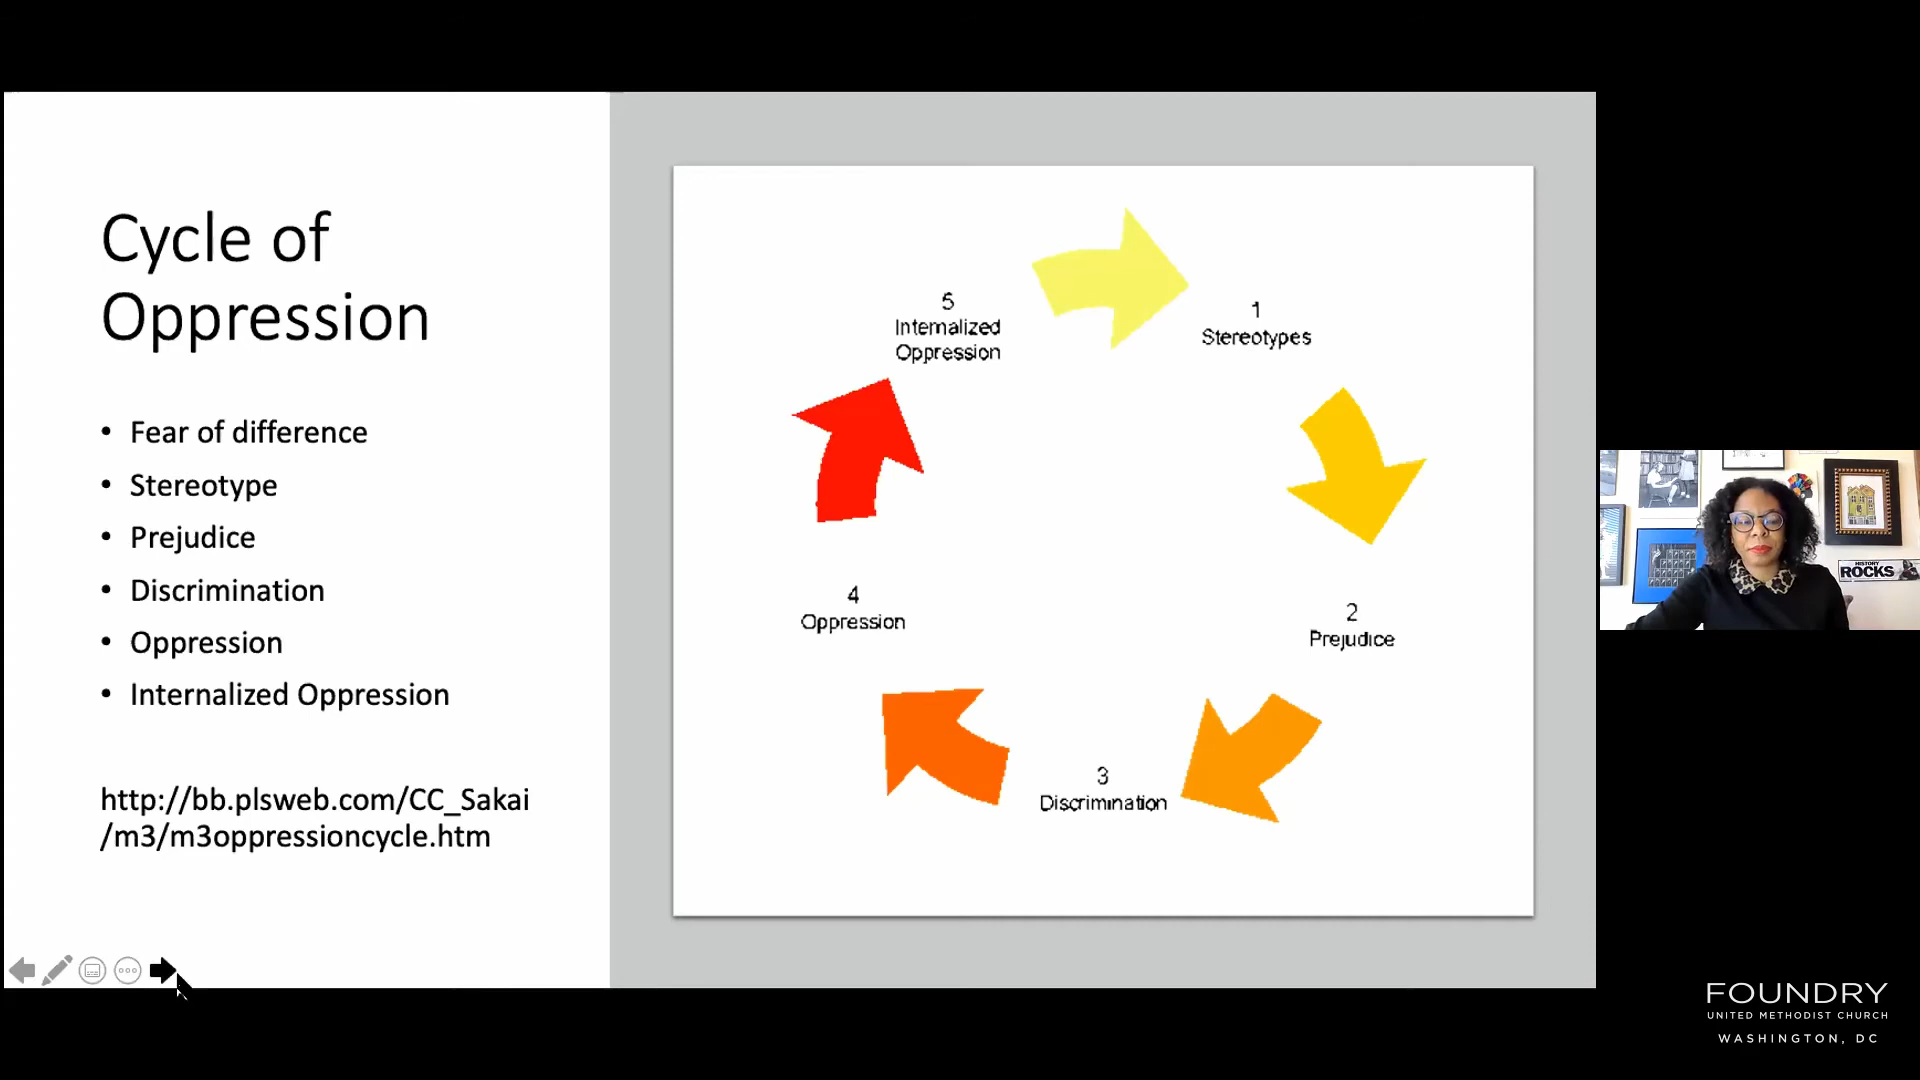 Cycle of
Oppression
• Fear of difference
• Stereotype
• Prejudice
• Discrimination
• Oppression
• Internalized Oppression
http://bb.plsweb.com/CC_Sakai
/m3/m3oppressioncycle.htm
5
Internalized
Oppression
1
Stereotypes
2
Prejudice
3
Discrimination
4
Oppression
HISTORY
ROCKS
FOUNDRY
UNITED METHODIST CHURCH
WASHINGTON, DC